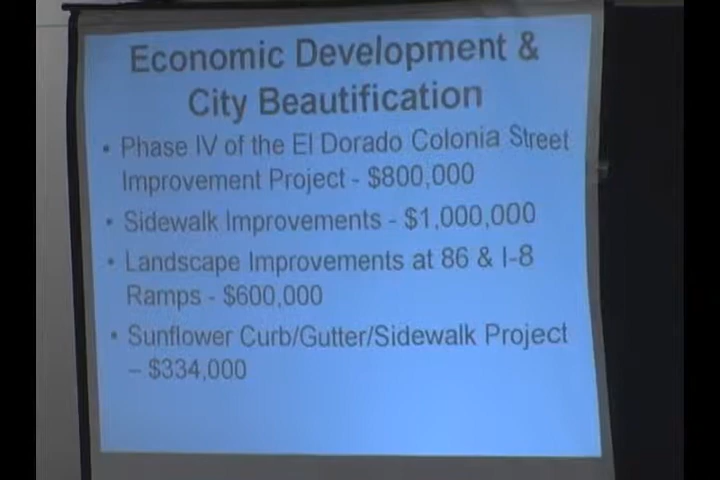 Economic Development &
City Beautification
• Phase IV of the El Dorado Colonia Street
Improvement Project - $800,000
• Sidewalk Improvements - $1,000,000
• Landscape Improvements at 86 & I-8
Ramps - $600,000
• Sunflower Curb/Gutter/Sidewalk Project
– $334,000